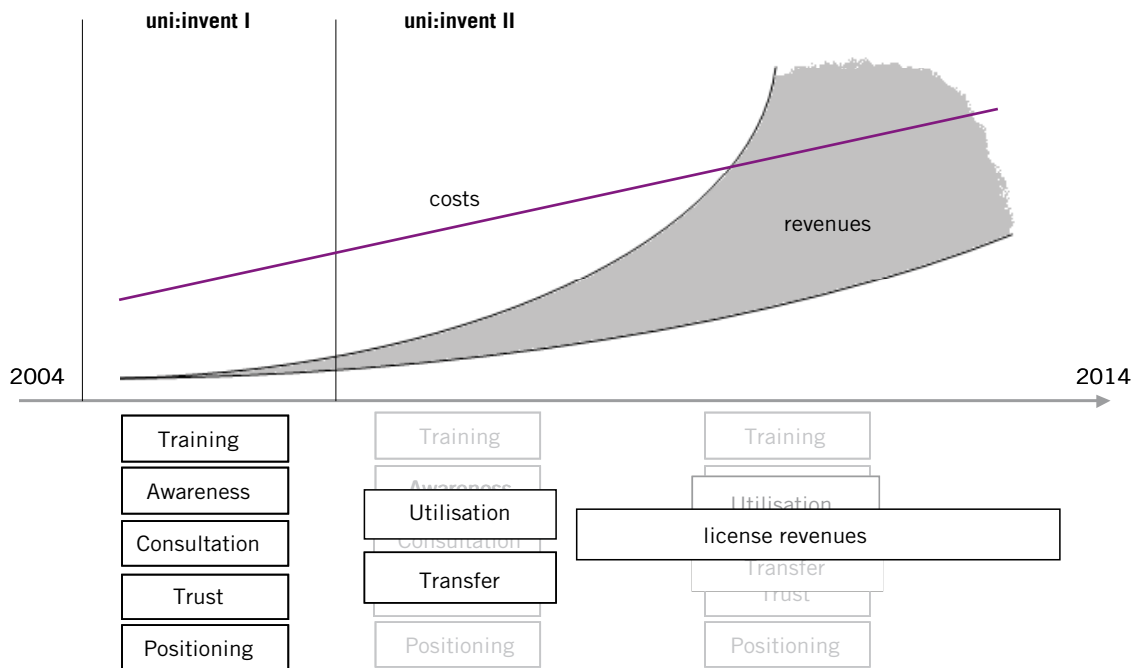 uni:invent I
uni:invent II
costs
revenues
2004
2014
Training
Awareness
Consultation
Trust
Positioning
Training
Awareness
Utilisation
Consultation
Transfer
Positioning
Training
Utilisation
license revenues
Transfer
Trust
Positioning